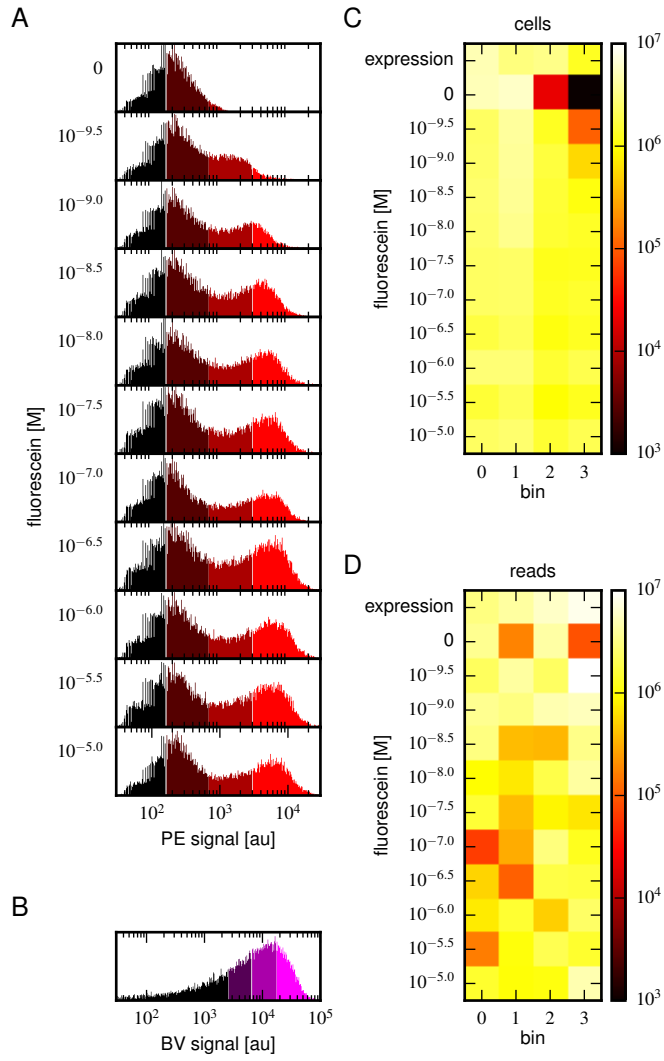 A
0
10^-9.5
10^-9.0
10^-8.5
10^-8.0
10^-7.5
10^-7.0
10^-6.5
10^-6.0
10^-5.5
10^-5.0
fluorescein [M]
10^2 10^3 10^4
PE signal [au]
B
10^2 10^3 10^4 10^5
BV signal [au]
C
cells
expression
0
10^-9.5
10^-9.0
10^-8.5
10^-8.0
10^-7.5
10^-7.0
10^-6.5
10^-6.0
10^-5.5
10^-5.0
fluorescein [M]
0 1 2 3
bin
10^7
10^6
10^5
10^4
10^3
D
reads
expression
0
10^-9.5
10^-9.0
10^-8.5
10^-8.0
10^-7.5
10^-7.0
10^-6.5
10^-6.0
10^-5.5
10^-5.0
fluorescein [M]
0 1 2 3
bin
10^7
10^6
10^5
10^4
10^3